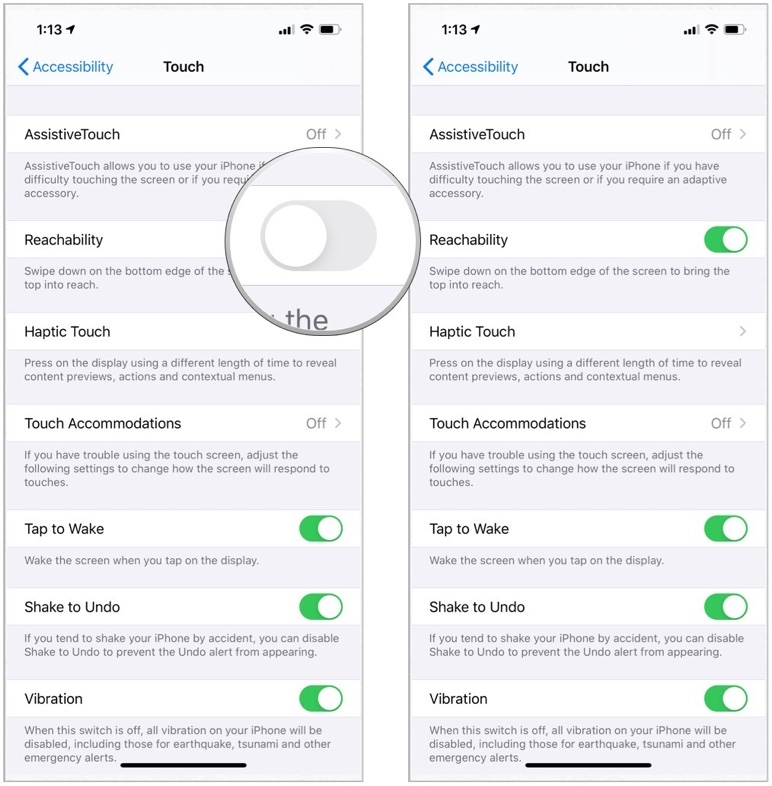 1:13
Accessibility
Touch
AssistiveTouch
Off
AssistiveTouch allows you to use your iPhone if
difficulty touching the screen or if you
accessory.
Reachability
Swipe down on the bottom edge of the
top into reach.
the
Haptic Touch
Press on the display using a different length of time to reveal
content previews, actions and contextual menus.
Touch Accommodations
Off
If you have trouble using the touch screen, adjust the
following settings to change how the screen will respond to
touches.
Tap to Wake
Wake the screen when you tap on the display.
Shake to Undo
If you tend to shake your iPhone by accident, you can disable
Shake to Undo to prevent the Undo alert from appearing.
Vibration
When this switch is off, all vibration on your iPhone will be
disabled, including those for earthquake, tsunami and other
emergency alerts.
1:13
Accessibility
Touch
AssistiveTouch
Off
AssistiveTouch allows you to use your iPhone if you have
difficulty touching the screen or if you require an adaptive
accessory.
Reachability
Swipe down on the bottom edge of the screen to bring the
top into reach.
Haptic Touch
Press on the display using a different length of time to reveal
content previews, actions and contextual menus.
Touch Accommodations
Off
If you have trouble using the touch screen, adjust the
following settings to change how the screen will respond to
touches.
Tap to Wake
Wake the screen when you tap on the display.
Shake to Undo
If you tend to shake your iPhone by accident, you can disable
Shake to Undo to prevent the Undo alert from appearing.
Vibration
When this switch is off, all vibration on your iPhone will be
disabled, including those for earthquake, tsunami and other
emergency alerts.